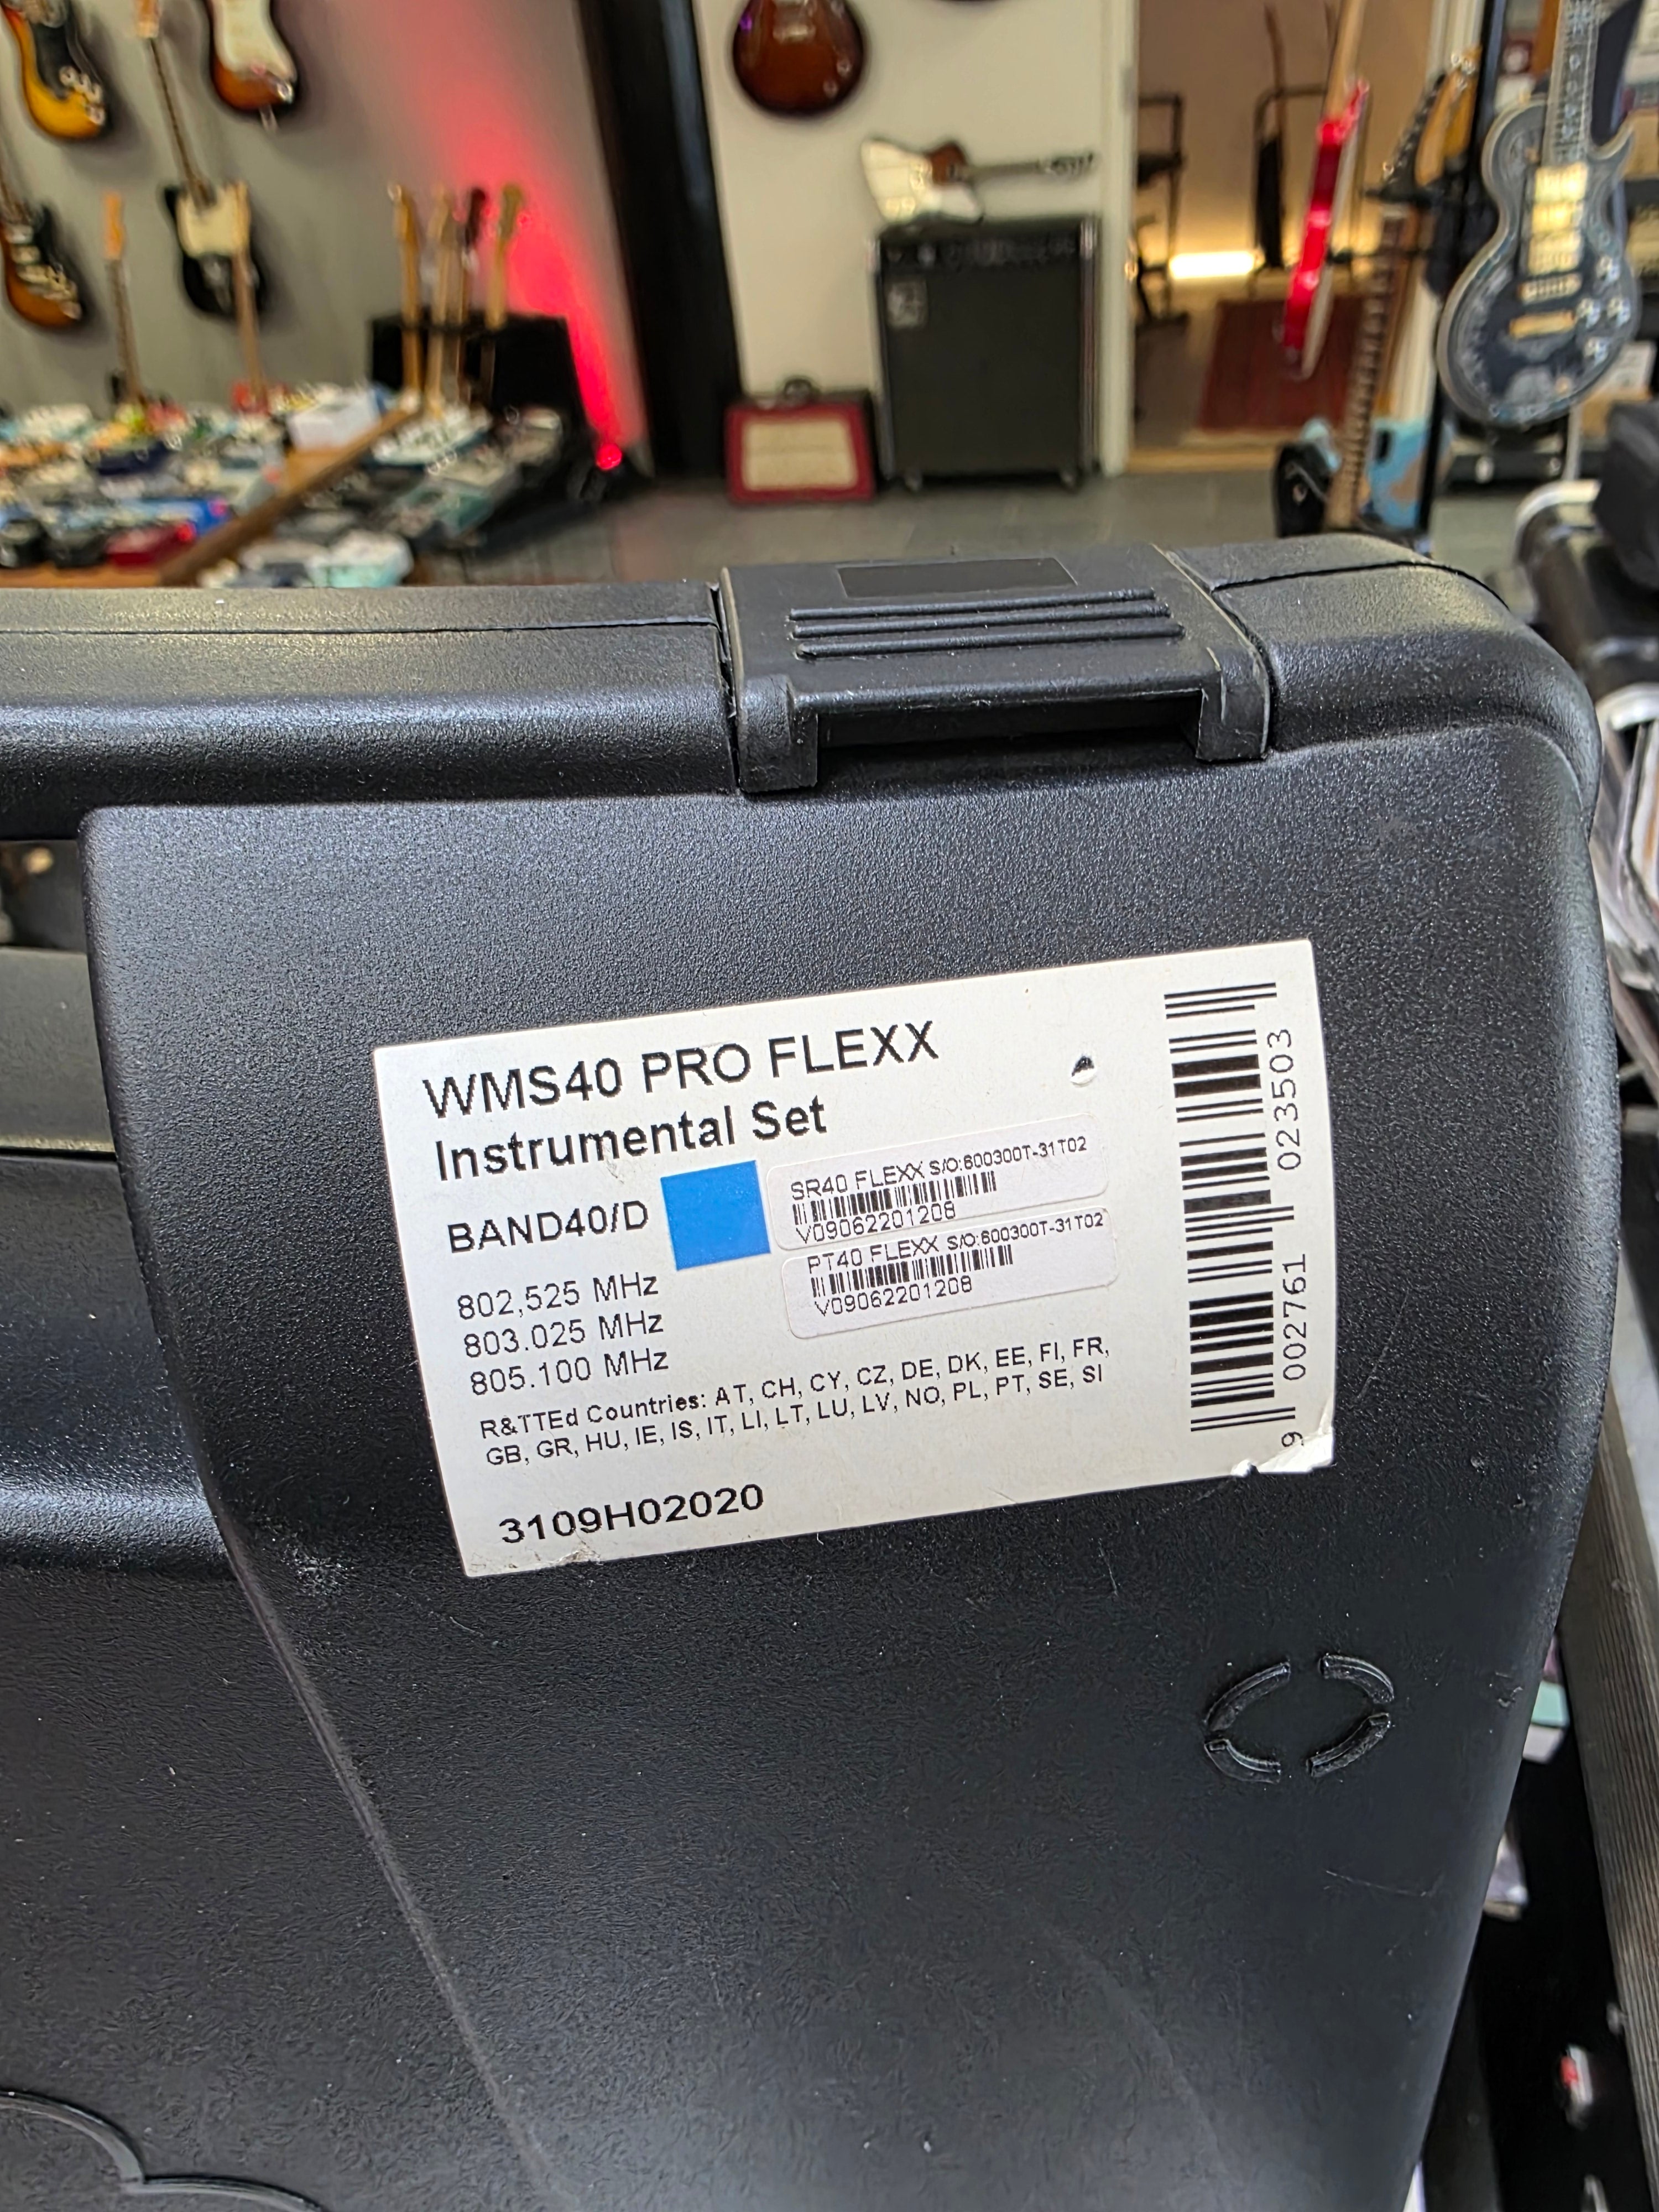 WMS40 PRO FLEXX
Instrumental Set
BAND40/D
SR40 FLEXX S/O:600300T-31T02
V09062201208
PT40 FLEXX S/O:600300T-31T02
V09062201208
802,525 MHz
803.025 MHz
805.100 MHz
R&TTEd Countries: AT, CH, CY, CZ, DE, DK, EE, FI, FR,
GB, GR, HU, IE, IS, IT, LI, LT, LU, LV, NO, PL, PT, SE, SI
3109H02020
9 002761 023503